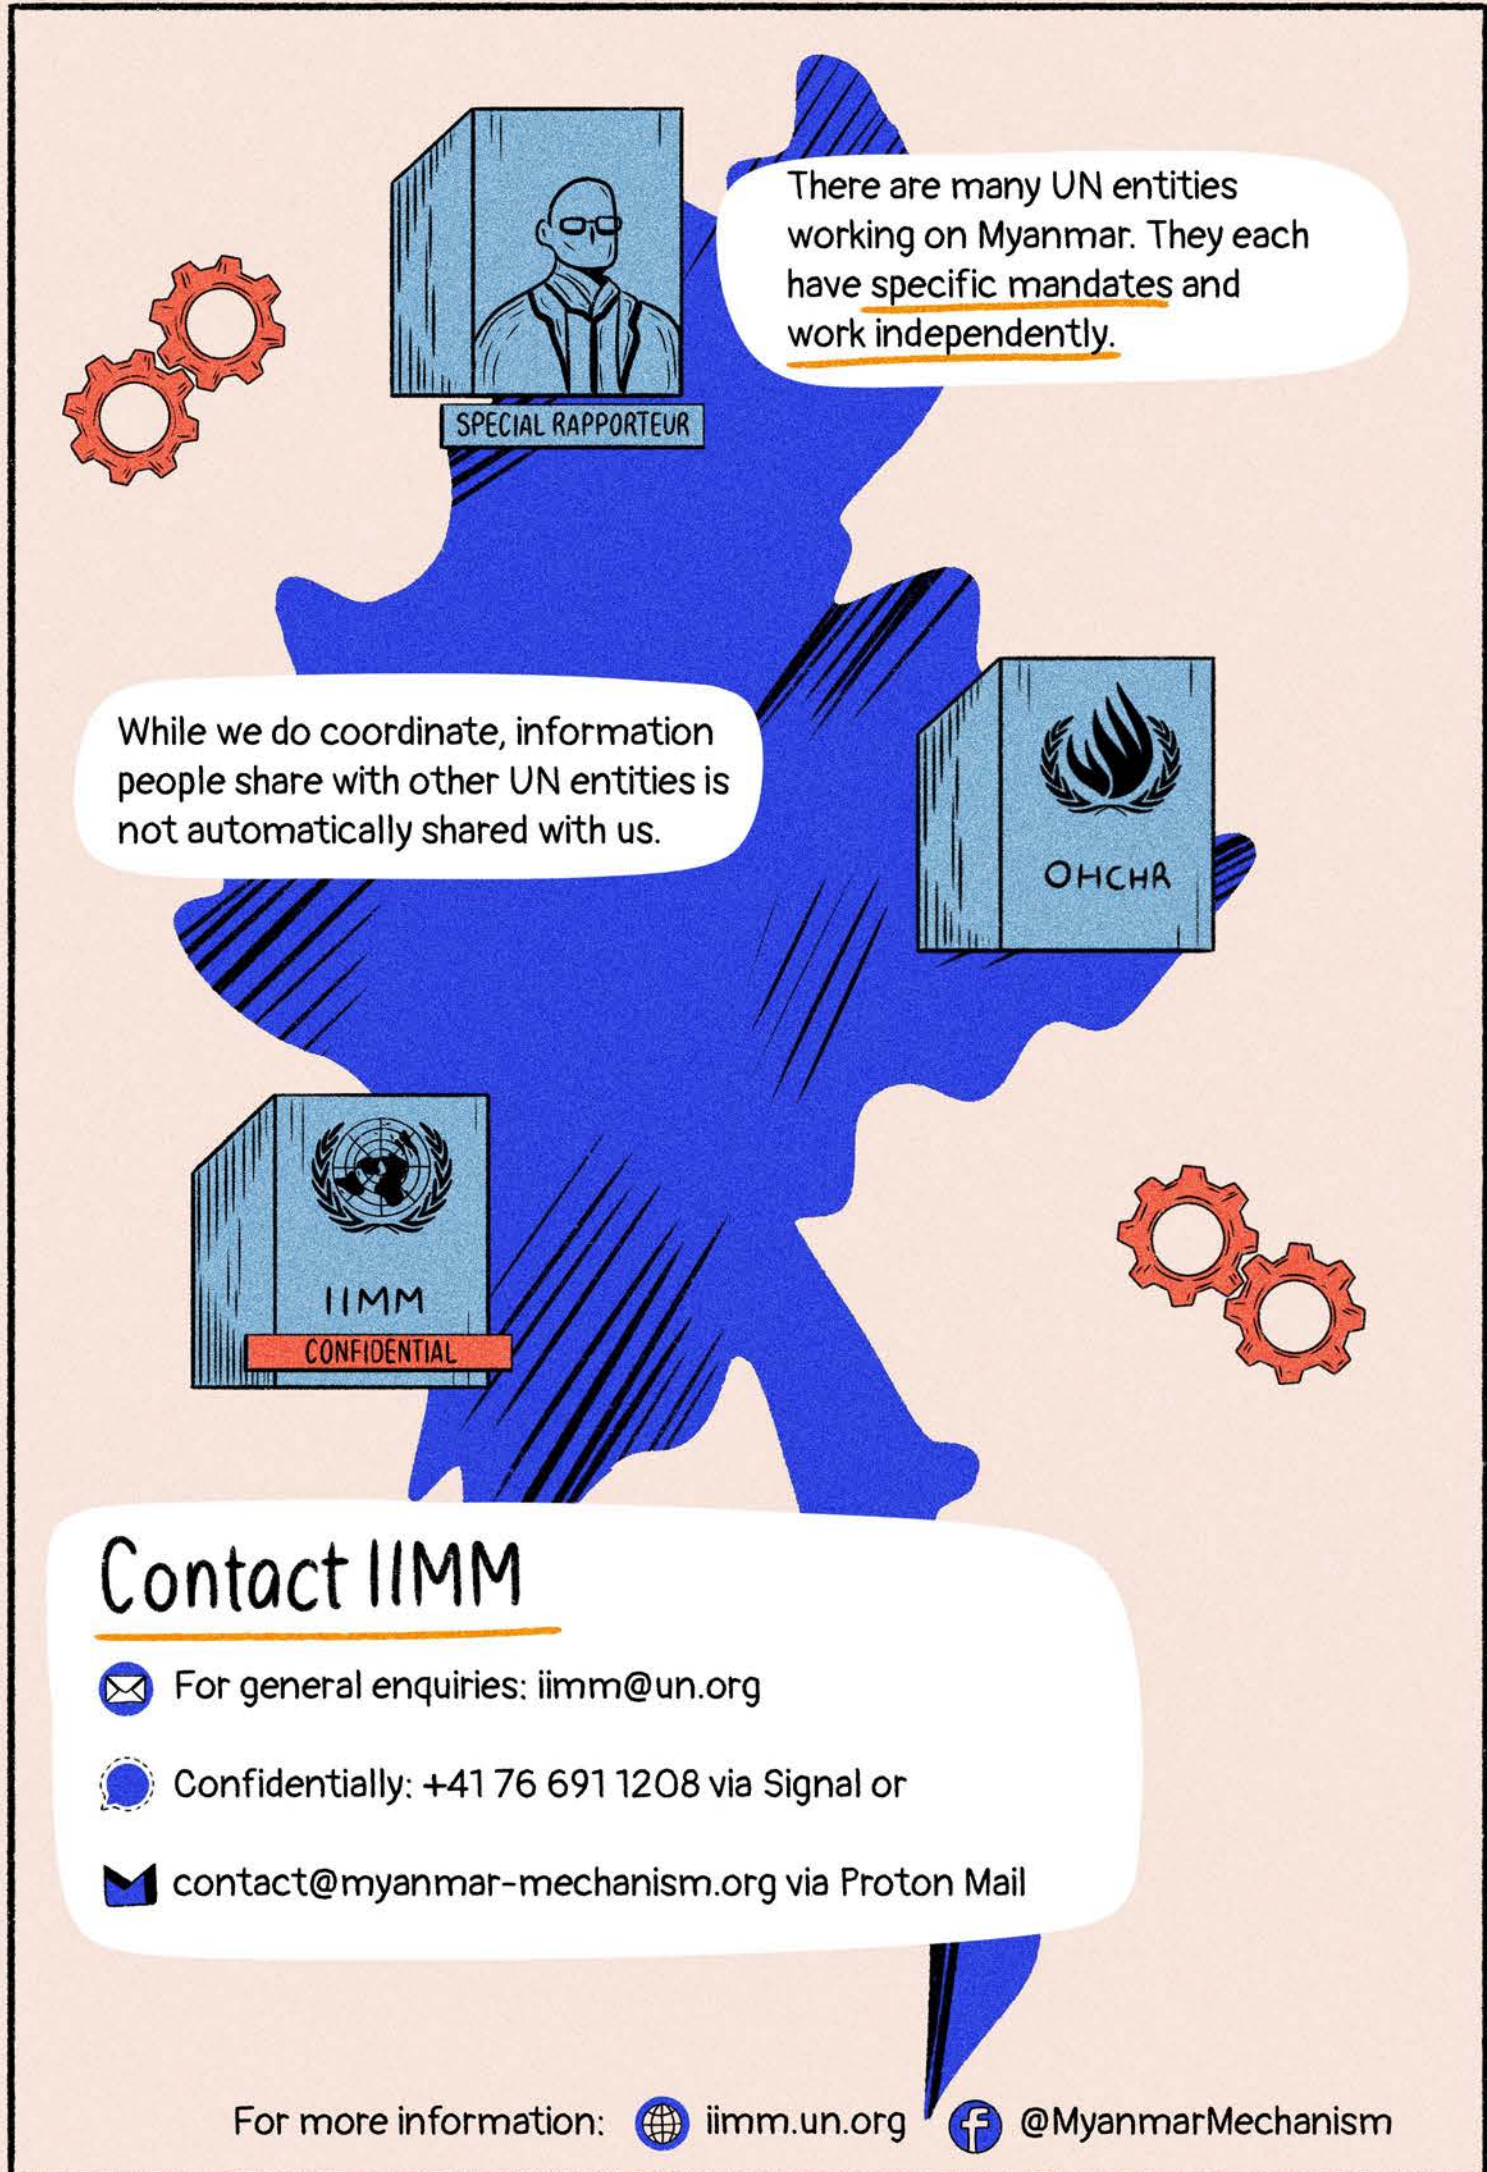 There are many UN entities
working on Myanmar. They each
have specific mandates and
work independently.
SPECIAL RAPPORTEUR
While we do coordinate, information
people share with other UN entities is
not automatically shared with us.
OHCHR
IIMM
CONFIDENTIAL
Contact IIMM
For general enquiries: iimm@un.org
Confidentially: +41 76 691 1208 via Signal or
contact@myanmar-mechanism.org via Proton Mail
For more information: iimm.un.org @MyanmarMechanism